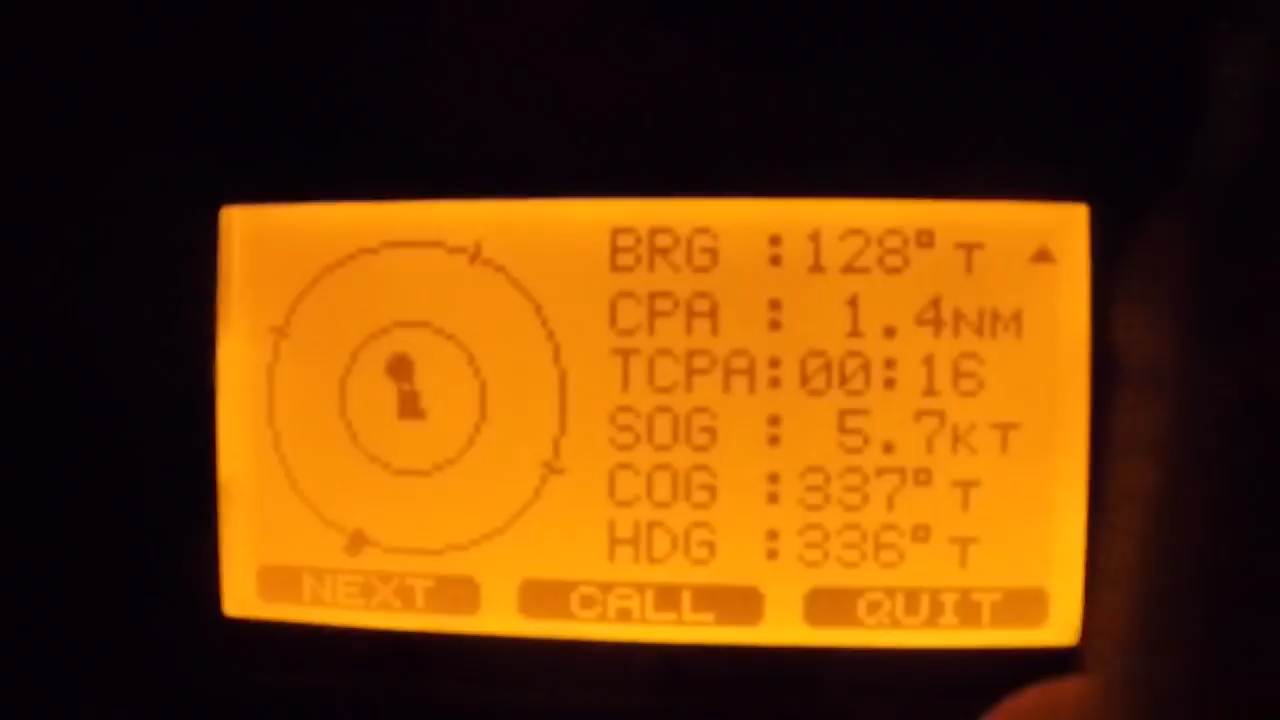 BRG :128°T
CPA : 1.4NM
TCPA:00:16
SOG : 5.7KT
COG :337°T
HDG :336°T
NEXT CALL QUIT